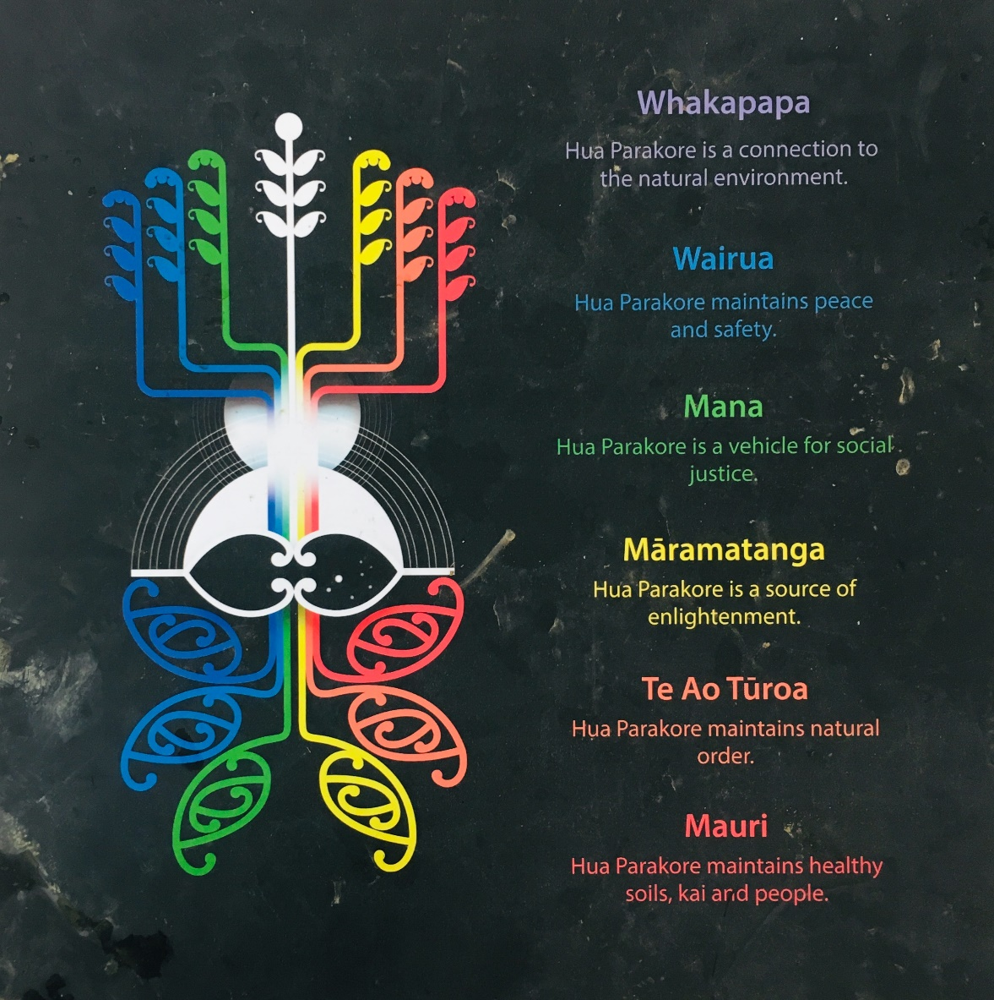 Whakapapa
Hua Parakore is a connection to
the natural environment.
Wairua
Hua Parakore maintains peace
and safety.
Mana
Hua Parakore is a vehicle for social
justice.
Māramatanga
Hua Parakore is a source of
enlightenment.
Te Ao Tūroa
Hua Parakore maintains natural
order.
Mauri
Hua Parakore maintains healthy
soils, kai and people.